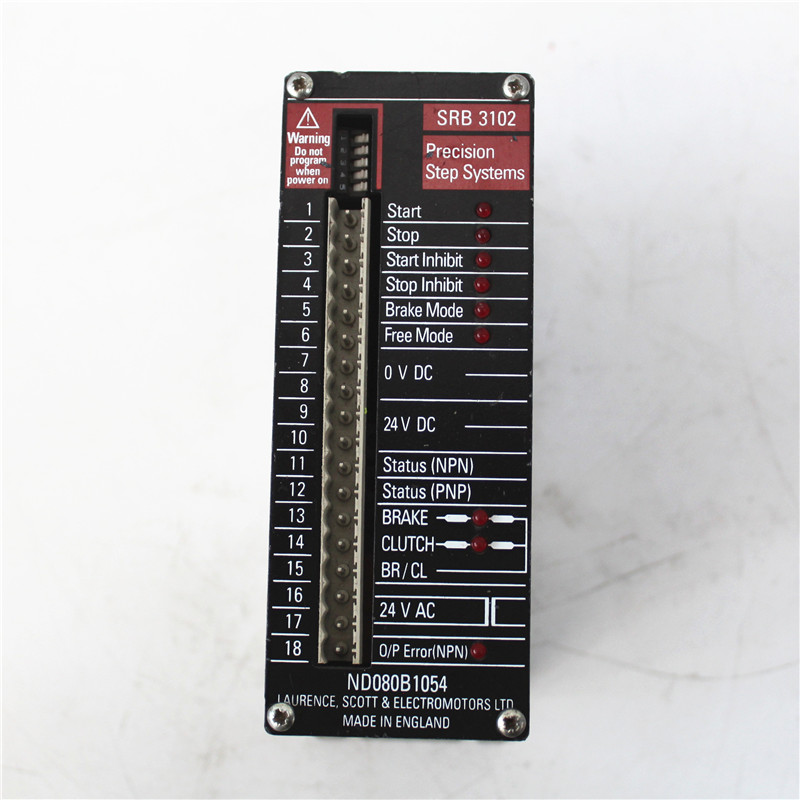 SRB 3102
Warning
Do not
program
when
power on
Precision
Step Systems
1 Start
2 Stop
3 Start Inhibit
4 Stop Inhibit
5 Brake Mode
6 Free Mode
7
0 V DC
8
9
24 V DC
10
11 Status (NPN)
12 Status (PNP)
13 BRAKE
14 CLUTCH
15 BR/CL
16
24 V AC
17
18 O/P Error(NPN)
ND080B1054
LAURENCE, SCOTT & ELECTROMOTORS LTD
MADE IN ENGLAND